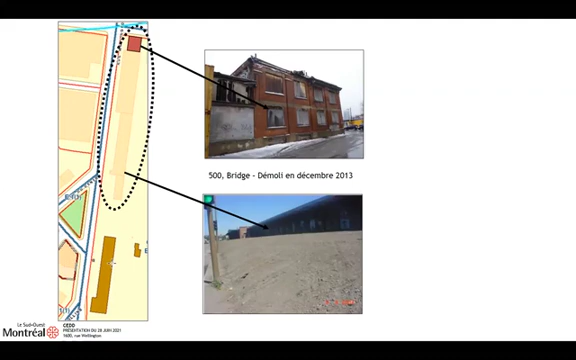 500, Bridge - Démoli en décembre 2013
Le Sud-Ouest
Montréal
CEDD
PRÉSENTATION DU 28 JUIN 2021
1600, rue Wellington